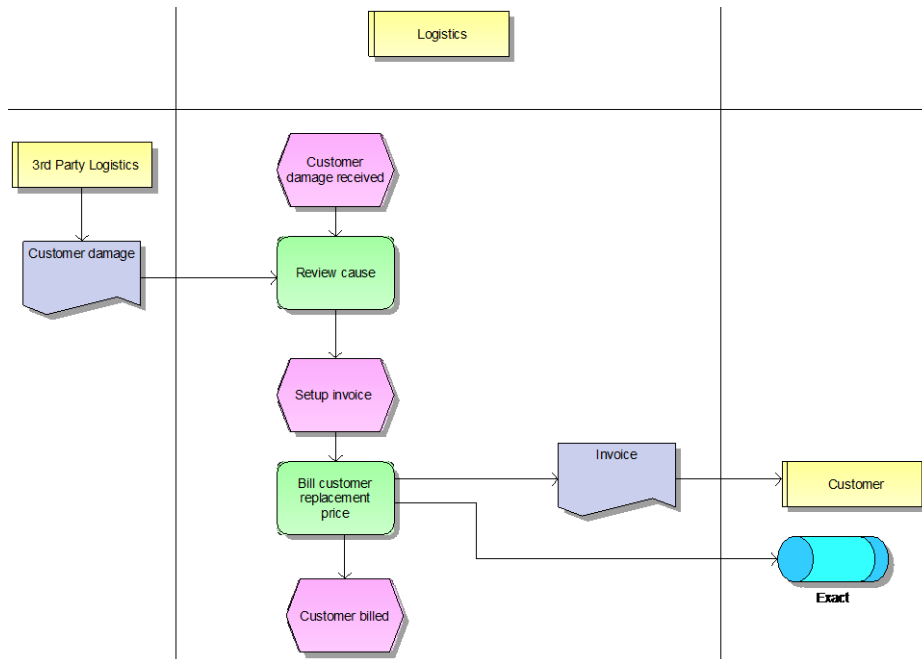 Logistics
3rd Party Logistics
Customer
damage received
Customer damage
Review cause
Setup invoice
Bill customer
replacement
price
Invoice
Customer
Exact
Customer billed